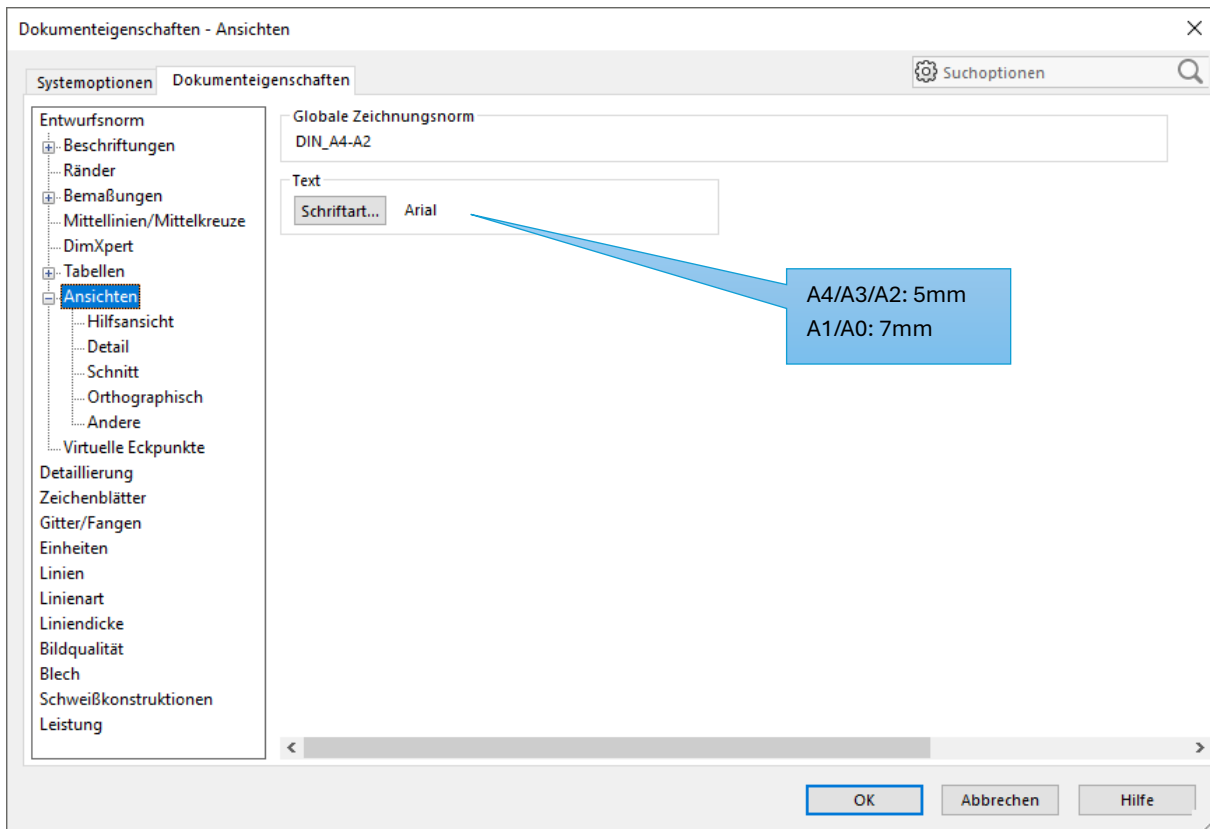 Dokumenteigenschaften - Ansichten
Systemoptionen
Dokumenteigenschaften
Suchoptionen
Entwurfsnorm
Beschriftungen
Ränder
Bemaßungen
Mittellinien/Mittelkreuze
DimXpert
Tabellen
Ansichten
Hilfsansicht
Detail
Schnitt
Orthographisch
Andere
Virtuelle Eckpunkte
Detaillierung
Zeichenblätter
Gitter/Fangen
Einheiten
Linien
Linienart
Liniendicke
Bildqualität
Blech
Schweißkonstruktionen
Leistung
Globale Zeichnungsnorm
DIN_A4-A2
Text
Schriftart... Arial
A4/A3/A2: 5mm
A1/A0: 7mm
OK Abbrechen Hilfe